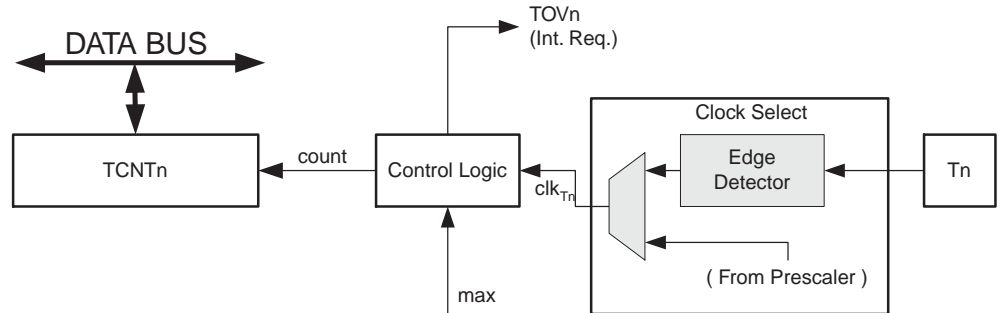 TOVn
(Int. Req.)
DATA BUS
Clock Select
TCNTn
count
Control Logic
clkTn
Edge
Detector
Tn
( From Prescaler )
max